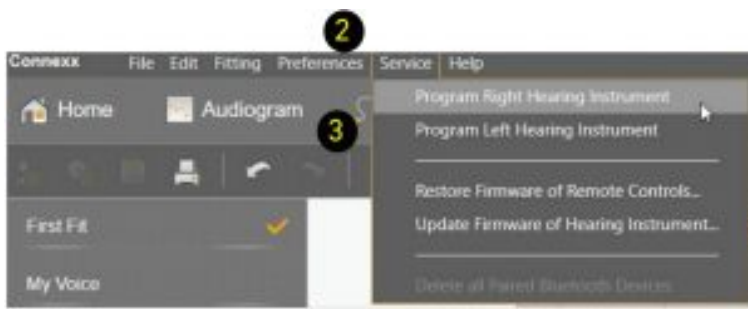 2
Connexx File Edit Fitting Preferences Service Help
Home Audiogram
3
Program Right Hearing Instrument
Program Left Hearing Instrument
Restore Firmware of Remote Controls...
Update Firmware of Hearing Instrument...
Delete all Paired Bluetooth Devices
First Fit
My Voice